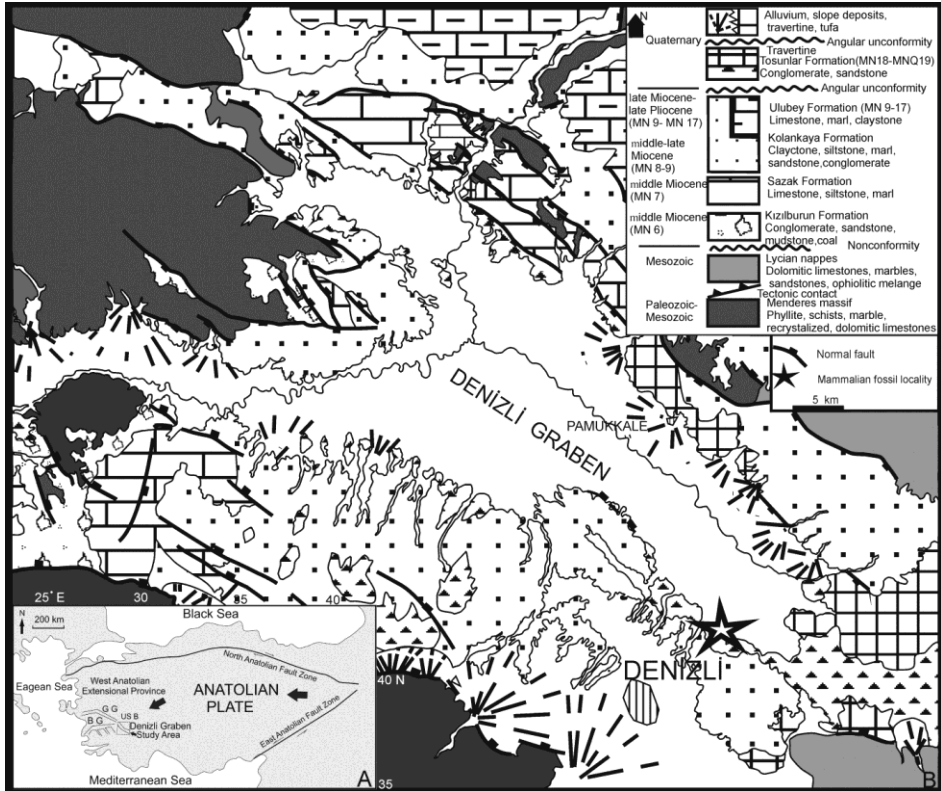 N
Quaternary
Alluvium, slope deposits,
travertine, tufa
Angular unconformity
Travertine
Tosunlar Formation(MN18-MNQ19)
Conglomerate, sandstone
Angular unconformity
late Miocene-
late Pliocene
(MN 9- MN 17)
Ulubey Formation (MN 9-17)
Limestone, marl, claystone
middle-late
Miocene
(MN 8-9)
Kolankaya Formation
Clayctone, siltstone, marl,
sandstone,conglomerate
middle Miocene
(MN 7)
Sazak Formation
Limestone, siltstone, marl
middle Miocene
(MN 6)
Kızılburun Formation
Conglomerate, sandstone,
mudstone,coal
Nonconformity
Mesozoic
Lycian nappes
Dolomitic limestones, marbles,
sandstones, ophiolitic melange
Tectonic contact
Paleozoic-
Mesozoic
Menderes massif
Phyllite, schists, marble,
recrystalized, dolomitic limestones
Normal fault
Mammalian fossil locality
5 km
DENİZLİ GRABEN
PAMUKKALE
DENİZLİ
25° E 30 35 40
40 N
35
B
N
200 km
Black Sea
North Anatolian Fault Zone
Eagean Sea
West Anatolian
Extensional Province
ANATOLIAN
PLATE
G G
US B
B G
Denizli Graben
Study Area
East Anatolian Fault Zone
Mediterranean Sea
A